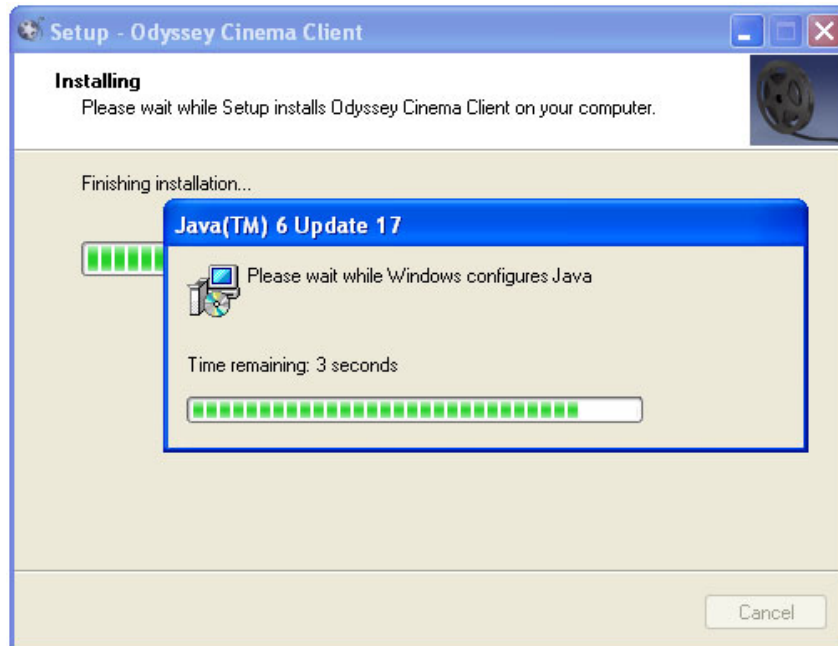 Setup - Odyssey Cinema Client
Installing
Please wait while Setup installs Odyssey Cinema Client on your computer.
Finishing installation...
Java(TM) 6 Update 17
Please wait while Windows configures Java
Time remaining: 3 seconds
Cancel